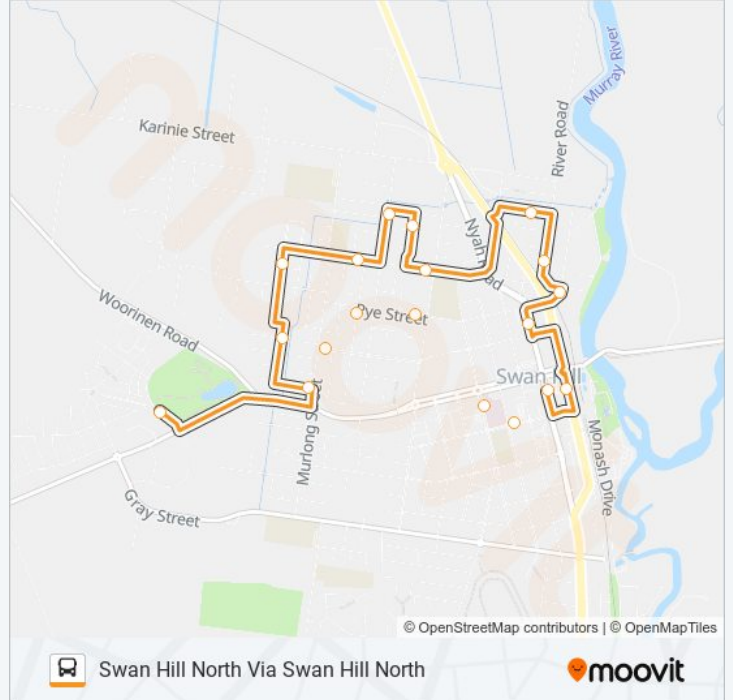 Murray River
River Road
Karinie Street
Nyah Road
Woorinen Road
Pye Street
Swan Hill
Murlong Street
Monash Drive
Gray Street
moovit
© OpenStreetMap contributors | © OpenMapTiles
Swan Hill North Via Swan Hill North
moovit